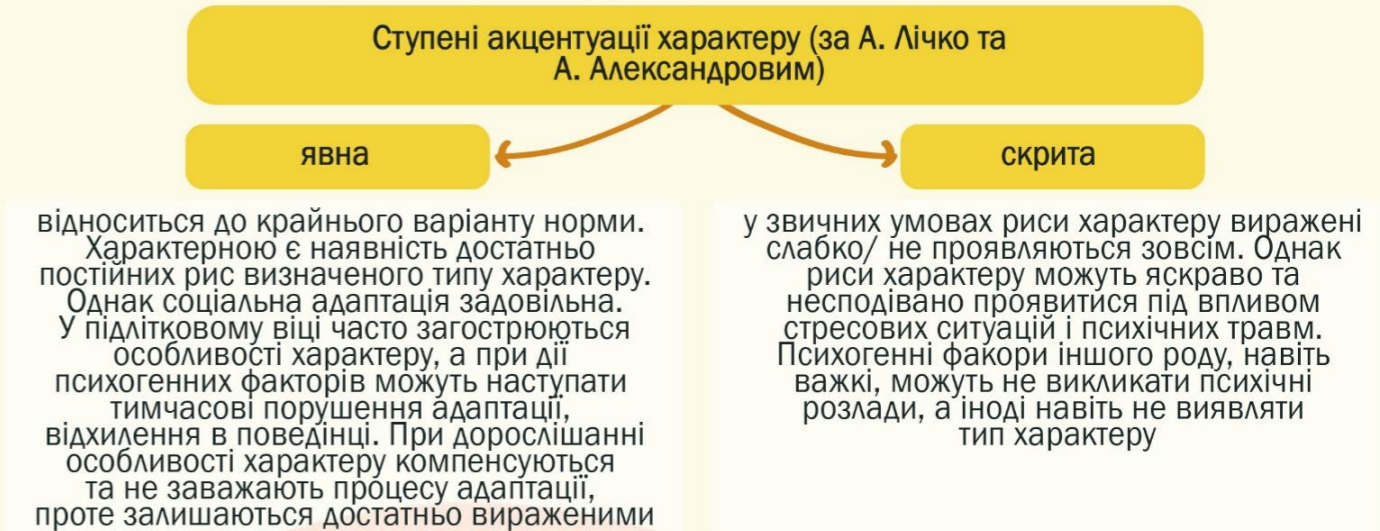 Ступені акцентуації характеру (за А. Лічко та
А. Александровим)
явна
скрита
відноситься до крайнього варіанту норми.
Характерною є наявність достатньо
постійних рис визначеного типу характеру.
Однак соціальна адаптація задовільна.
У підлітковому віці часто загострюються
особливості характеру, а при дії
психогенних факторів можуть наступати
тимчасові порушення адаптації,
відхилення в поведінці. При дорослішанні
особливості характеру компенсуються
та не заважають процесу адаптації,
проте залишаються достатньо вираженими
у звичних умовах риси характеру виражені
слабко/ не проявляються зовсім. Однак
риси характеру можуть яскраво та
несподівано проявитися під впливом
стресових ситуацій і психічних травм.
Психогенні факори іншого роду, навіть
важкі, можуть не викликати психічні
розлади, а іноді навіть не виявляти
тип характеру